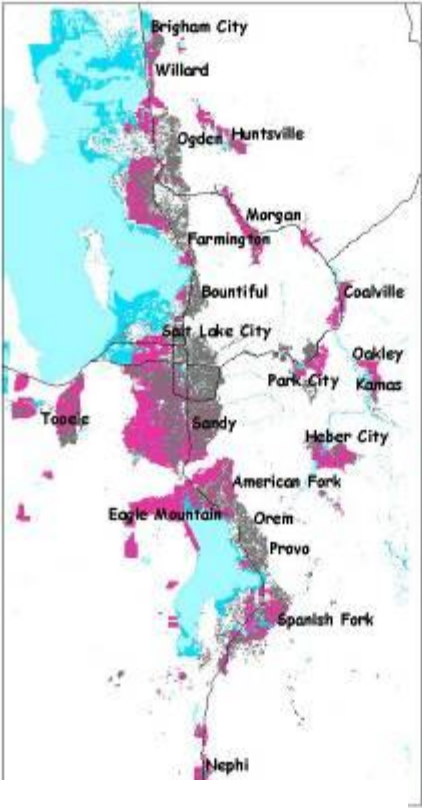 Brigham City
Willard
Ogden
Huntsville
Morgan
Farmington
Bountiful
Coalville
Salt Lake City
Oakley
Park City
Kamas
Tooele
Sandy
Heber City
American Fork
Eagle Mountain
Orem
Provo
Spanish Fork
Nephi